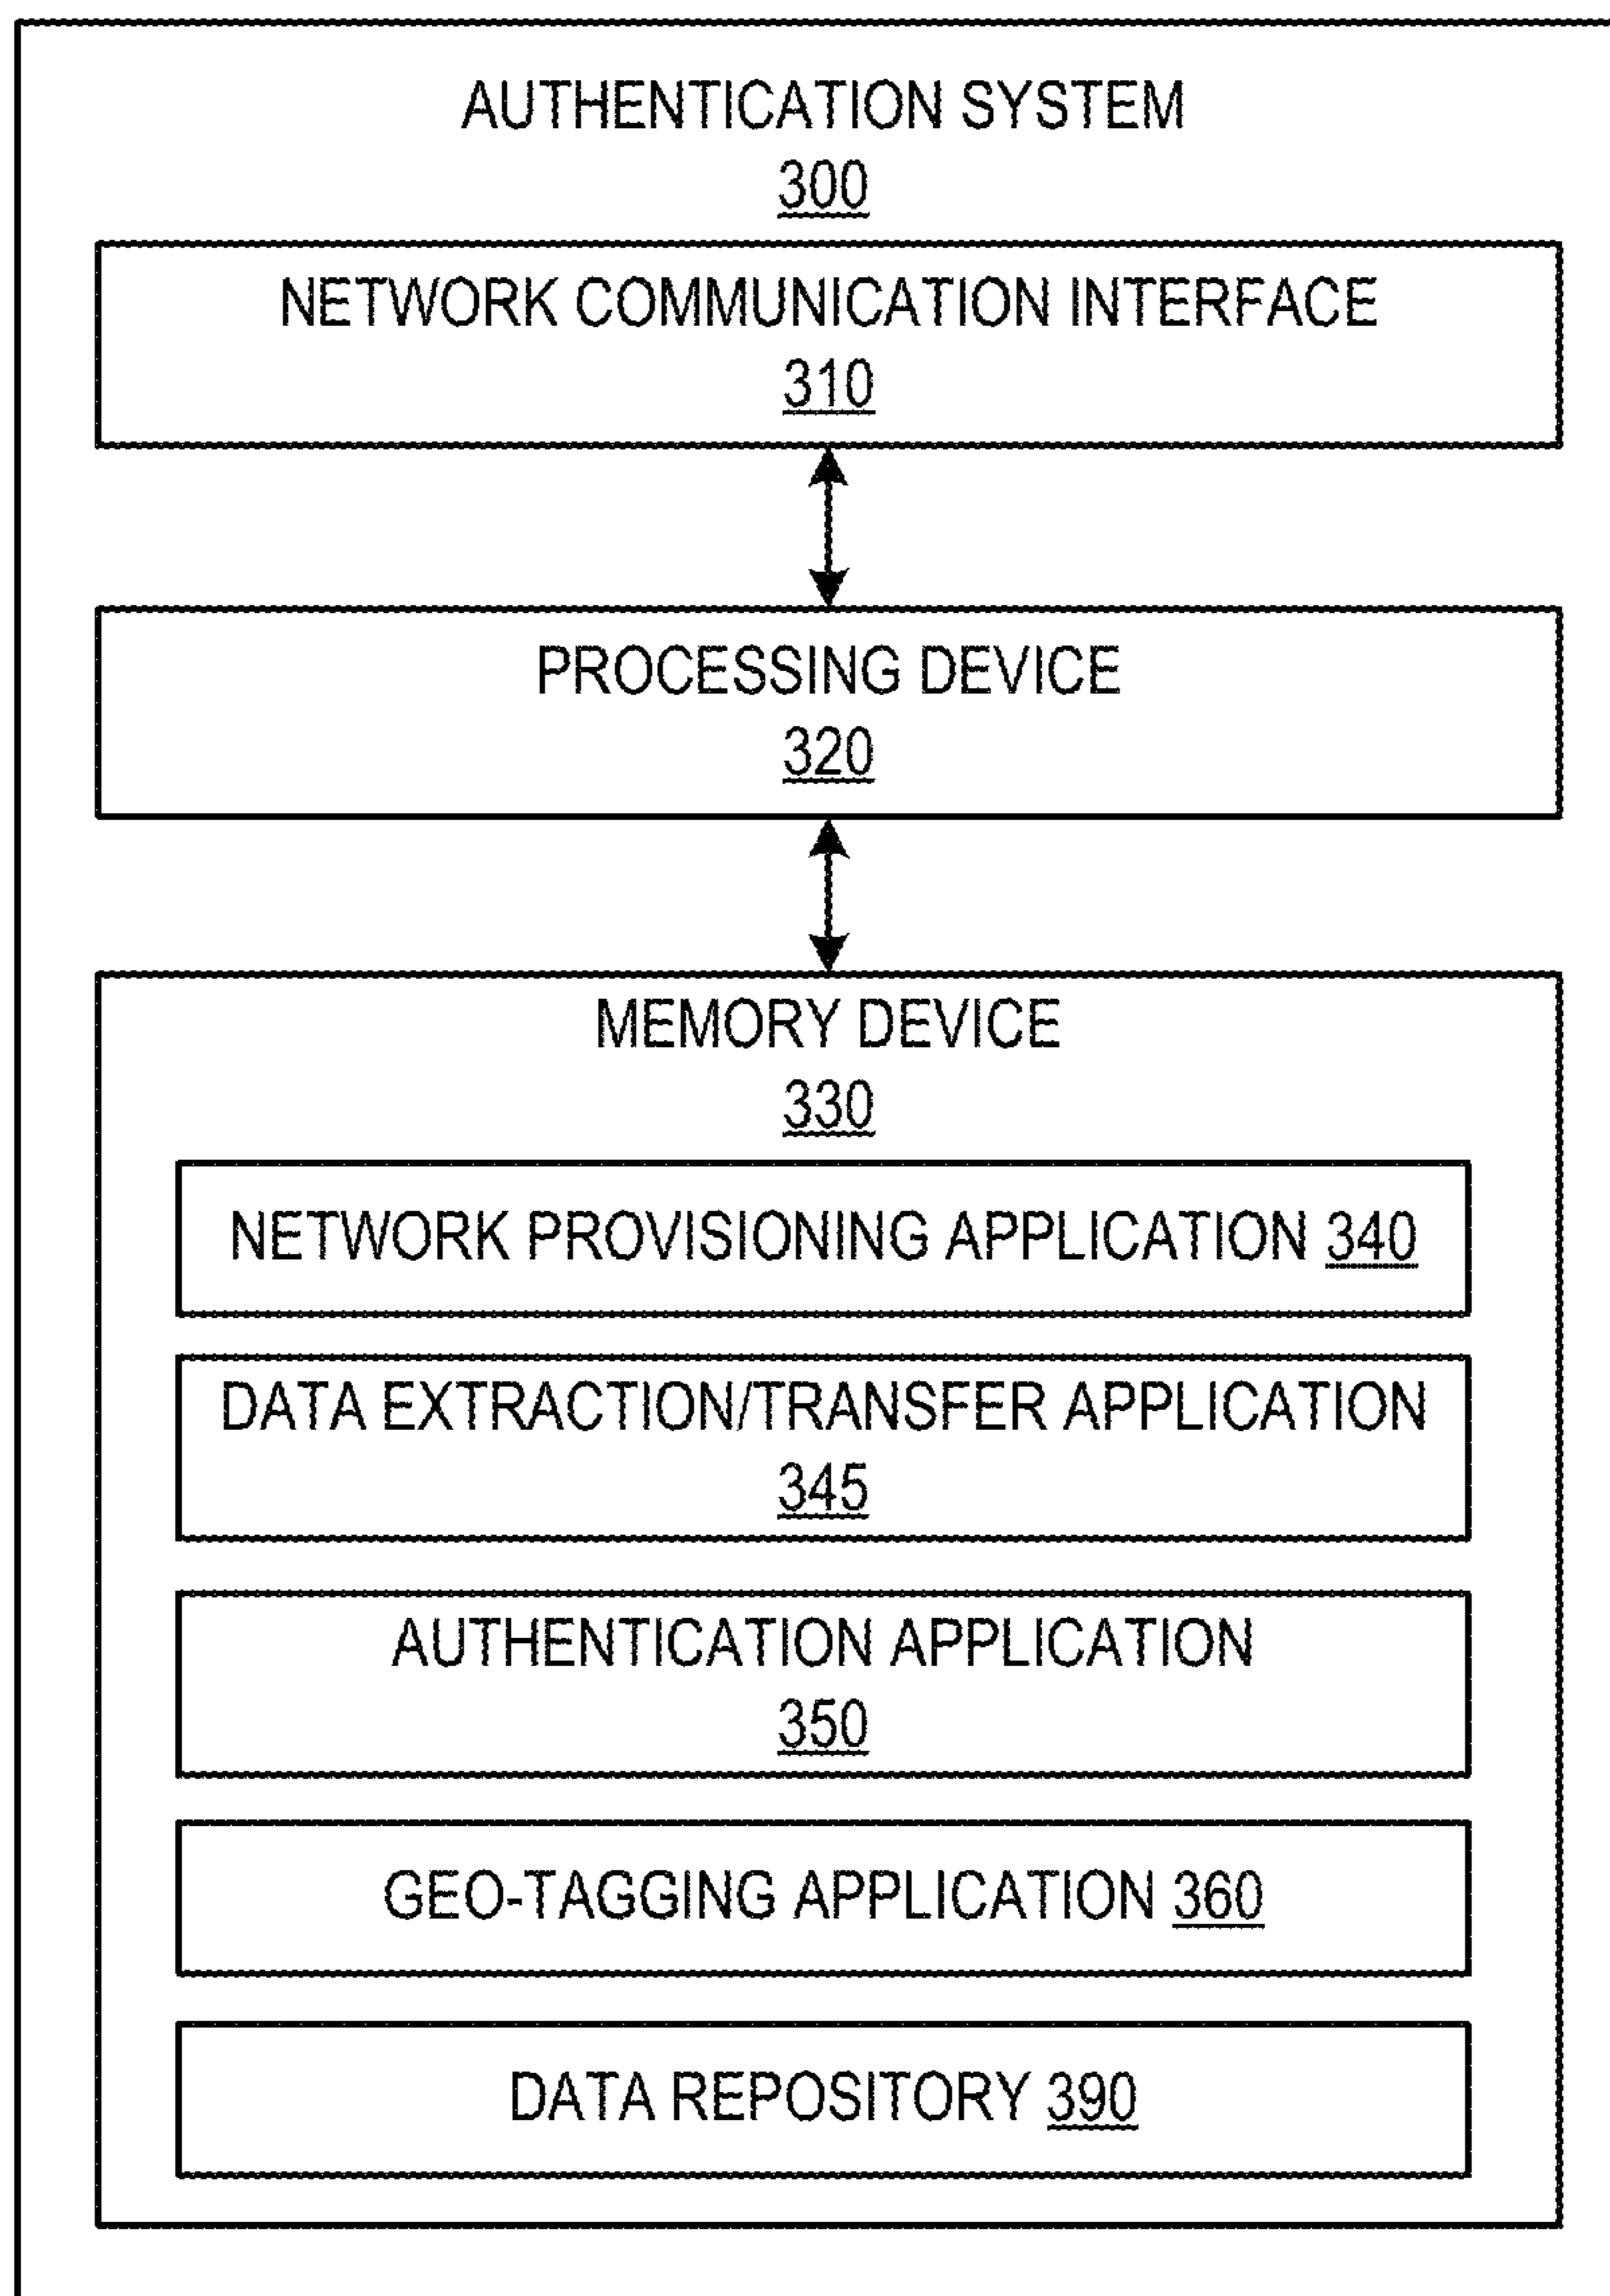 AUTHENTICATION SYSTEM
300
NETWORK COMMUNICATION INTERFACE
310
PROCESSING DEVICE
320
MEMORY DEVICE
330
NETWORK PROVISIONING APPLICATION 340
DATA EXTRACTION/TRANSFER APPLICATION
345
AUTHENTICATION APPLICATION
350
GEO-TAGGING APPLICATION 360
DATA REPOSITORY 390